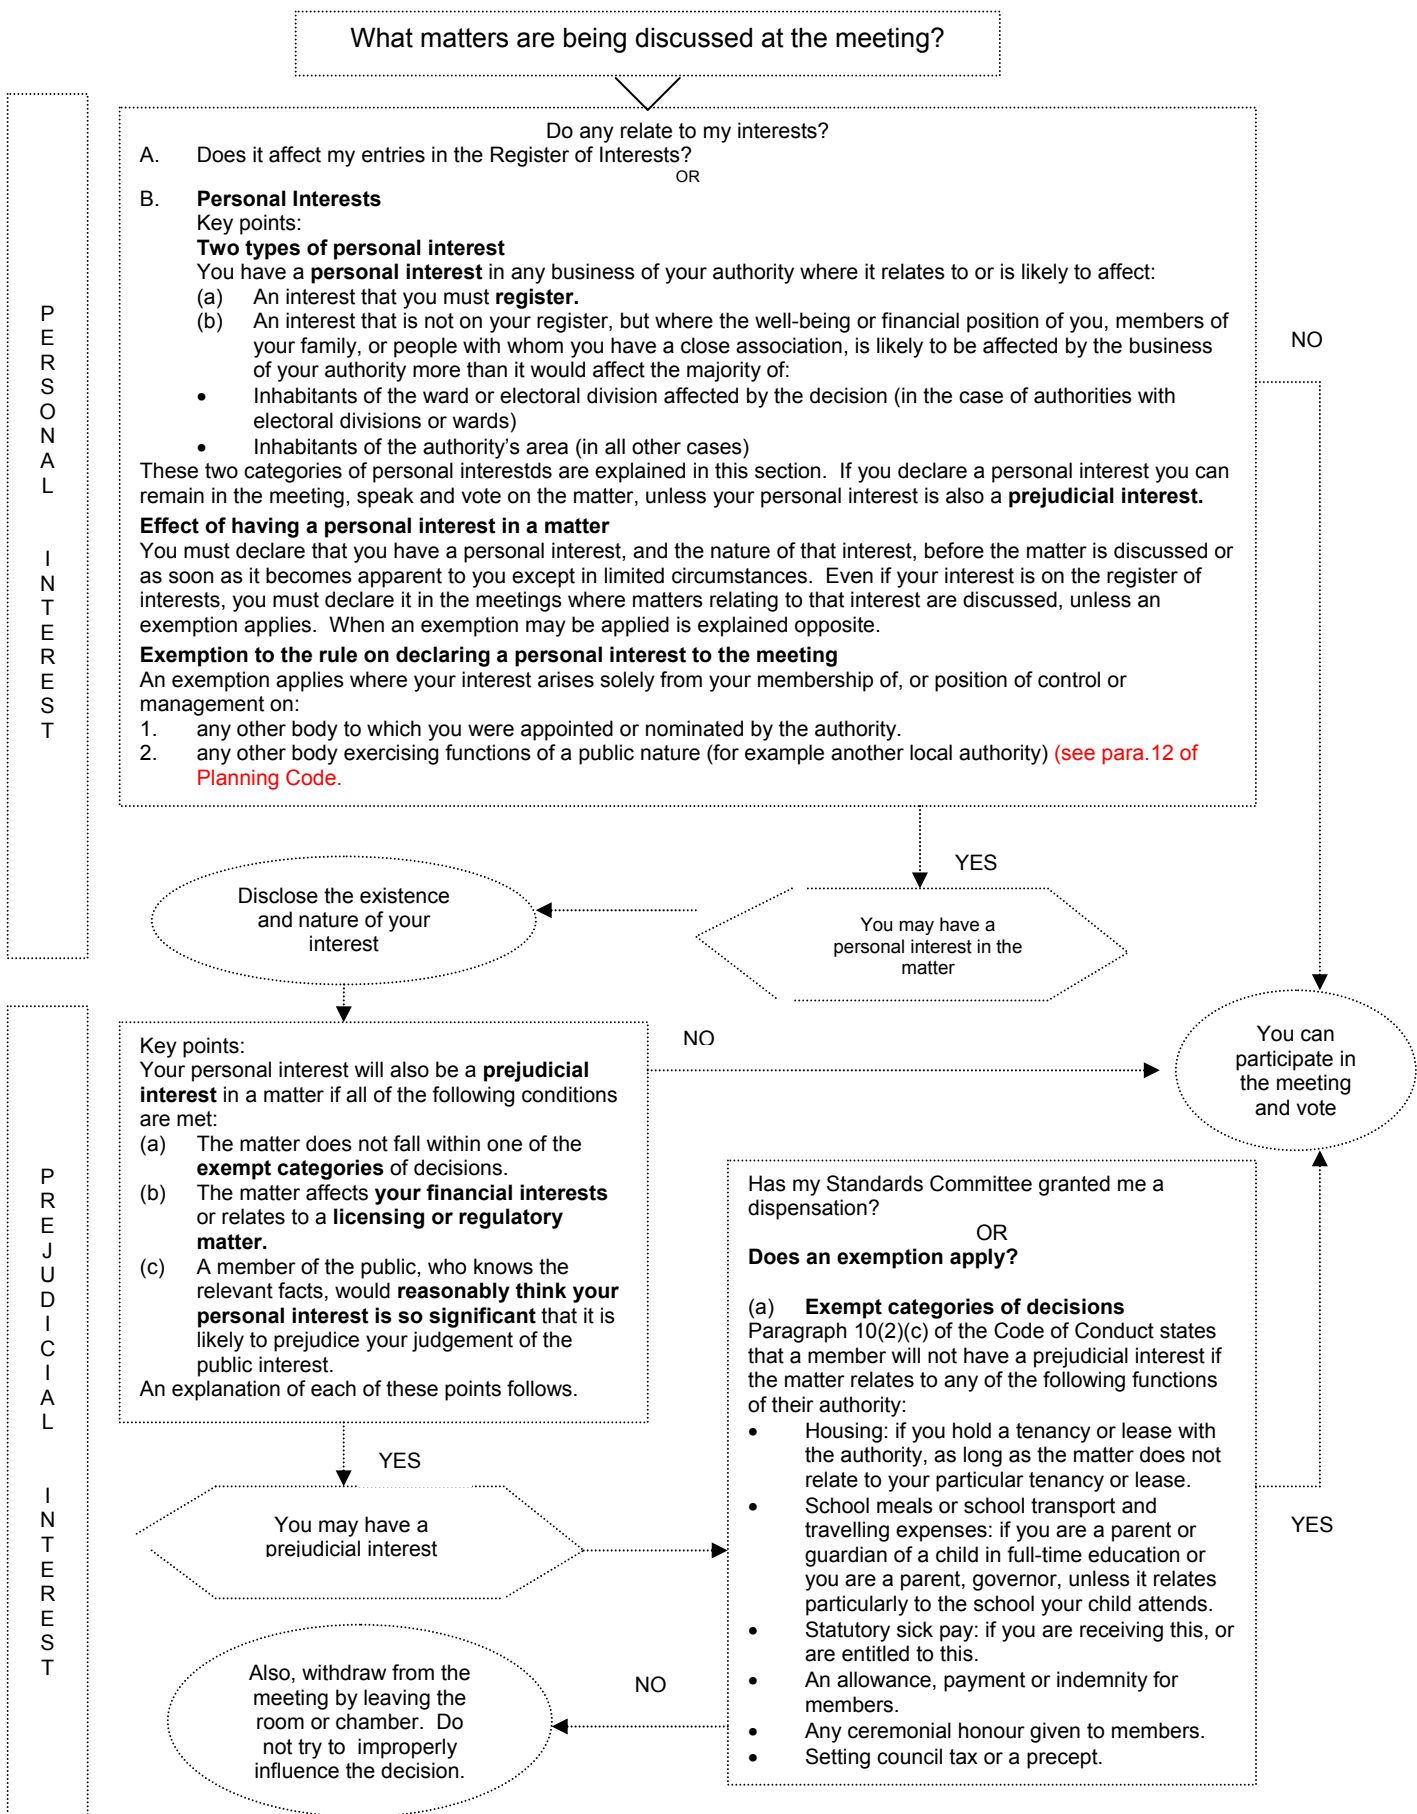 What matters are being discussed at the meeting?
PERSONAL INTEREST
Do any relate to my interests?
A. Does it affect my entries in the Register of Interests?
OR
B. Personal Interests
Key points:
Two types of personal interest
You have a personal interest in any business of your authority where it relates to or is likely to affect:
(a) An interest that you must register.
(b) An interest that is not on your register, but where the well-being or financial position of you, members of
your family, or people with whom you have a close association, is likely to be affected by the business
of your authority more than it would affect the majority of:
• Inhabitants of the ward or electoral division affected by the decision (in the case of authorities with
electoral divisions or wards)
• Inhabitants of the authority's area (in all other cases)
These two categories of personal interestds are explained in this section. If you declare a personal interest you can
remain in the meeting, speak and vote on the matter, unless your personal interest is also a prejudicial interest.
Effect of having a personal interest in a matter
You must declare that you have a personal interest, and the nature of that interest, before the matter is discussed or
as soon as it becomes apparent to you except in limited circumstances. Even if your interest is on the register of
interests, you must declare it in the meetings where matters relating to that interest are discussed, unless an
exemption applies. When an exemption may be applied is explained opposite.
Exemption to the rule on declaring a personal interest to the meeting
An exemption applies where your interest arises solely from your membership of, or position of control or
management on:
1. any other body to which you were appointed or nominated by the authority.
2. any other body exercising functions of a public nature (for example another local authority) (see para.12 of
Planning Code.
NO
YES
You may have a
personal interest in the
matter
Disclose the existence
and nature of your
interest
PREJUDICIAL INTEREST
Key points:
Your personal interest will also be a prejudicial
interest in a matter if all of the following conditions
are met:
(a) The matter does not fall within one of the
exempt categories of decisions.
(b) The matter affects your financial interests
or relates to a licensing or regulatory
matter.
(c) A member of the public, who knows the
relevant facts, would reasonably think your
personal interest is so significant that it is
likely to prejudice your judgement of the
public interest.
An explanation of each of these points follows.
NO
You can
participate in
the meeting
and vote
YES
You may have a
prejudicial interest
Has my Standards Committee granted me a
dispensation?
OR
Does an exemption apply?
(a) Exempt categories of decisions
Paragraph 10(2)(c) of the Code of Conduct states
that a member will not have a prejudicial interest if
the matter relates to any of the following functions
of their authority:
• Housing: if you hold a tenancy or lease with
the authority, as long as the matter does not
relate to your particular tenancy or lease.
• School meals or school transport and
travelling expenses: if you are a parent or
guardian of a child in full-time education or
you are a parent, governor, unless it relates
particularly to the school your child attends.
• Statutory sick pay: if you are receiving this, or
are entitled to this.
• An allowance, payment or indemnity for
members.
• Any ceremonial honour given to members.
• Setting council tax or a precept.
YES
NO
Also, withdraw from the
meeting by leaving the
room or chamber. Do
not try to improperly
influence the decision.